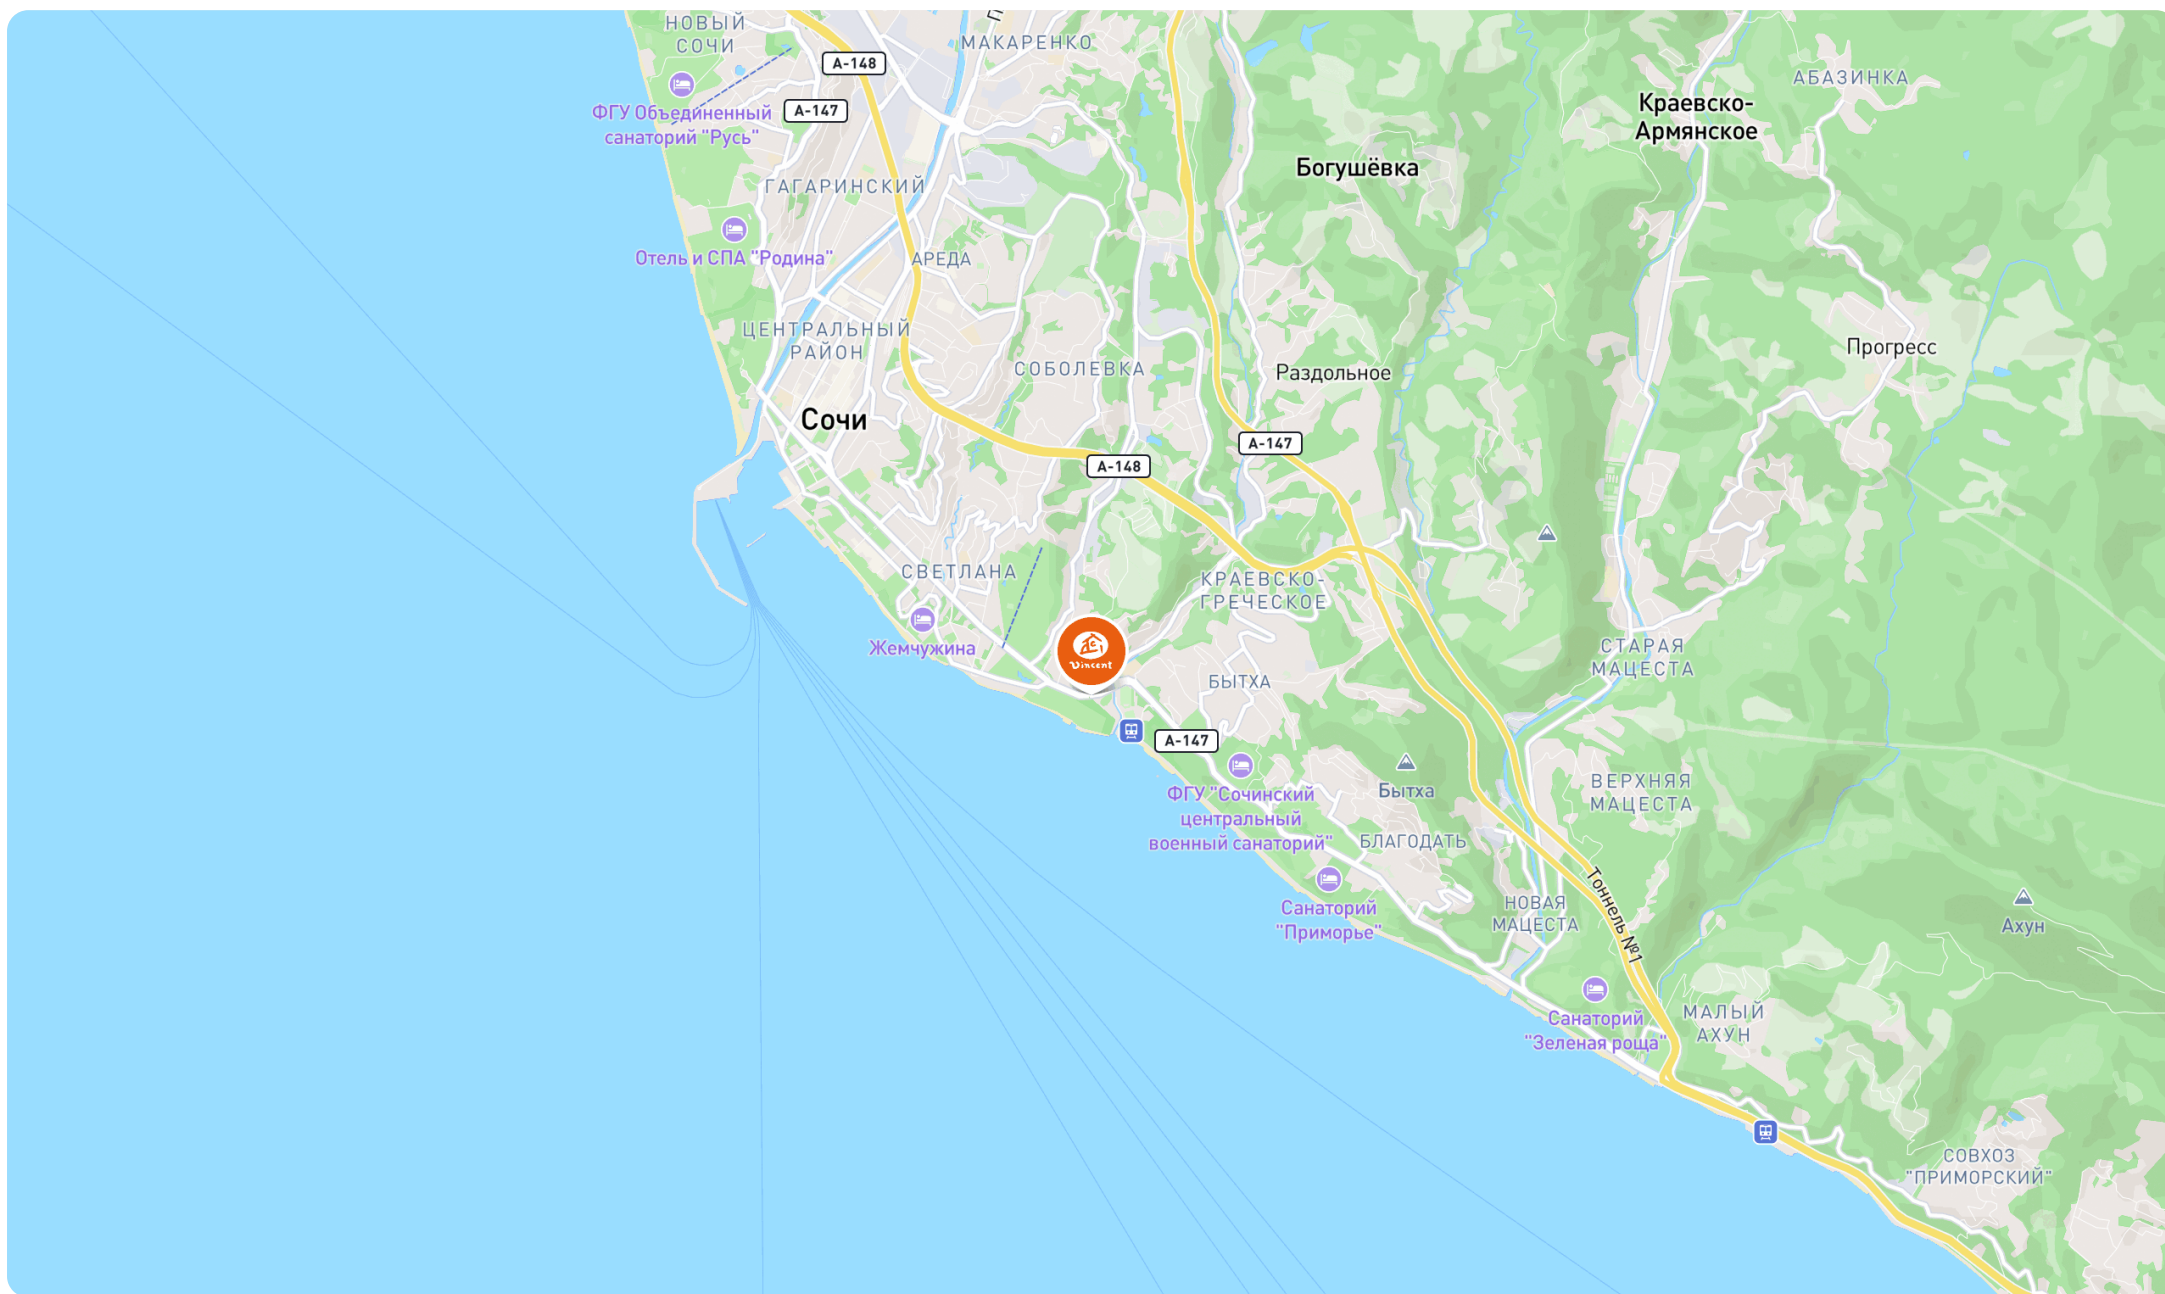 НОВЫЙ
СОЧИ
МАКАРЕНКО
А-148
АБАЗИНКА
ФГУ Объединенный
санаторий "Русь"
А-147
Краевско-
Армянское
Богушёвка
ГАГАРИНСКИЙ
Отель и СПА "Родина"
АРЕДА
ЦЕНТРАЛЬНЫЙ
РАЙОН
Прогресс
СОБОЛЕВКА
Раздольное
Сочи
А-147
А-148
СВЕТЛАНА
КРАЕВСКО-
ГРЕЧЕСКОЕ
Жемчужина
Vincent
СТАРАЯ
МАЦЕСТА
БЫТХА
А-147
ФГУ "Сочинский
центральный
военный санаторий"
Бытха
ВЕРХНЯЯ
МАЦЕСТА
БЛАГОДАТЬ
Санаторий
"Приморье"
НОВАЯ
МАЦЕСТА
Тоннель №1
Ахун
Санаторий
"Зеленая роща"
МАЛЫЙ
АХУН
СОВХОЗ
"ПРИМОРСКИЙ"